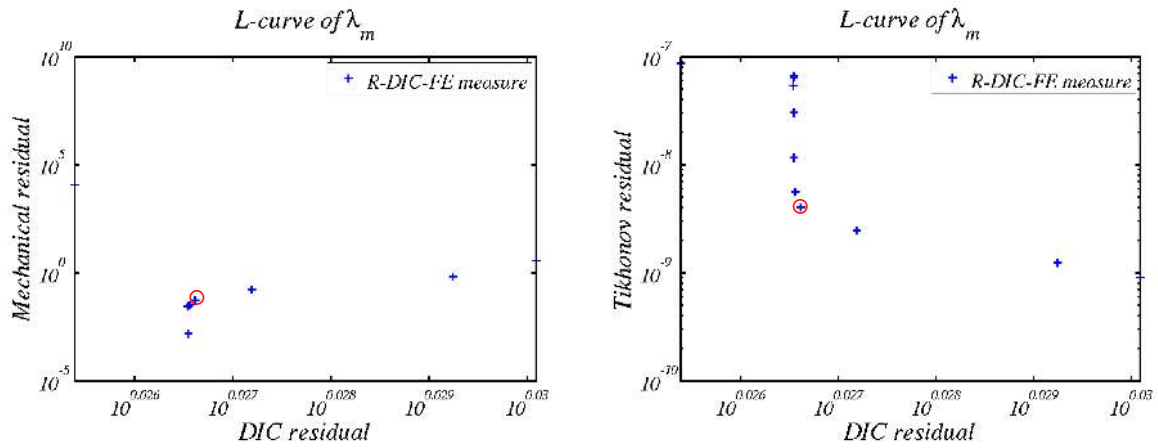 L-curve of λm
10^10
R-DIC-FE measure
10^5
10^0
10^-5
Mechanical residual
10^0.026 10^0.027 10^0.028 10^0.029 10^0.03
DIC residual
L-curve of λm
10^-7
R-DIC-FE measure
10^-8
10^-9
10^-10
Tikhonov residual
10^0.026 10^0.027 10^0.028 10^0.029 10^0.03
DIC residual